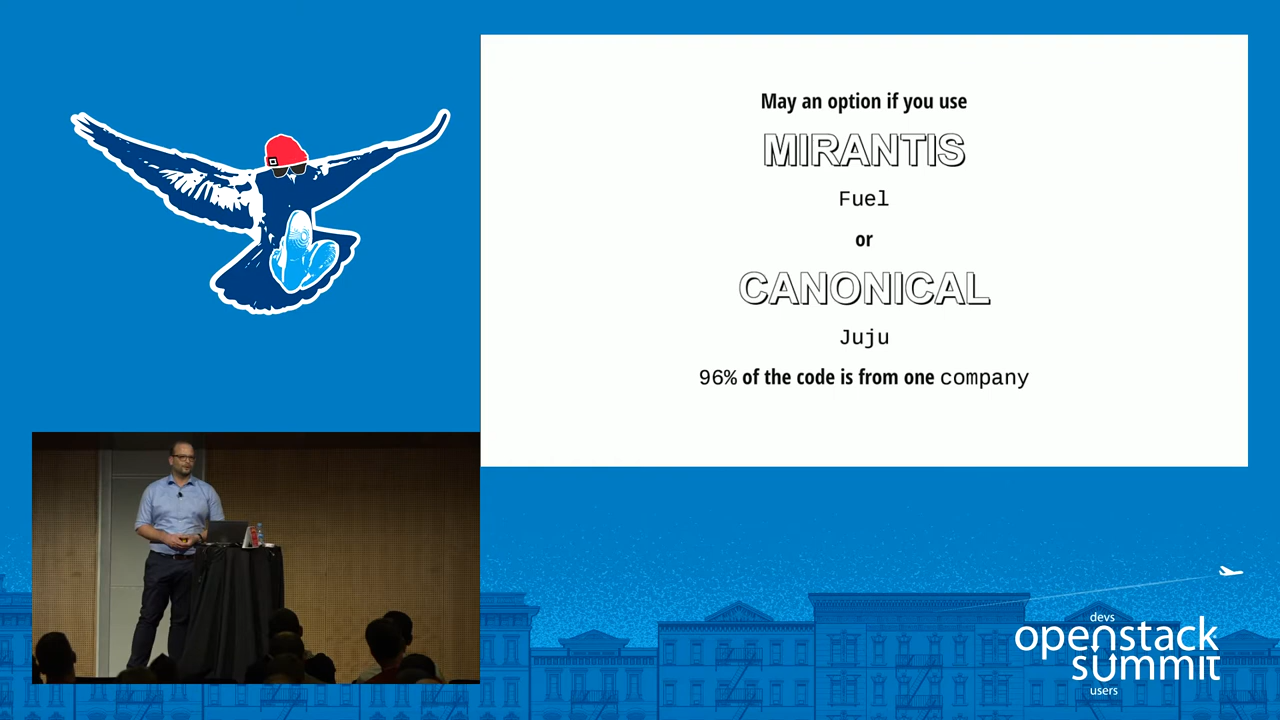 May an option if you use
MIRANTIS
Fuel
or
CANONICAL
Juju
96% of the code is from one company
devs
openstack
summit
users